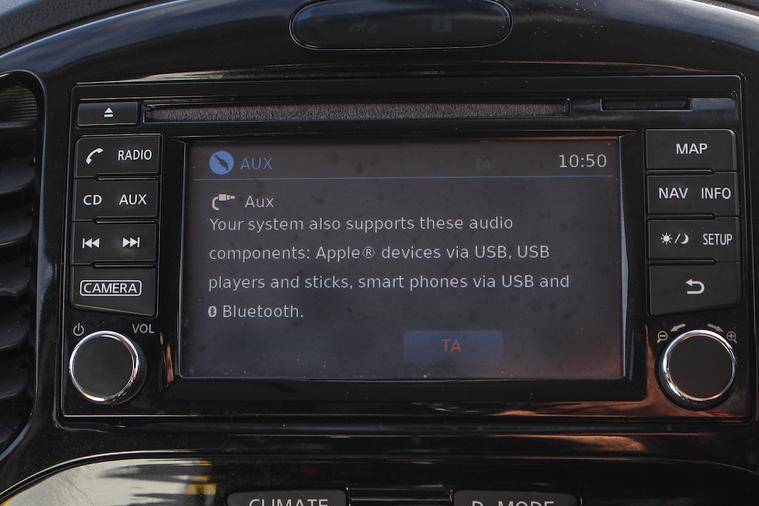 RADIO
CD AUX
CAMERA
VOL
AUX TA 10:50
Aux
Your system also supports these audio
components: Apple® devices via USB, USB
players and sticks, smart phones via USB and
Bluetooth.
TA
MAP
NAV INFO
SETUP
CLIMATE
D-MODE